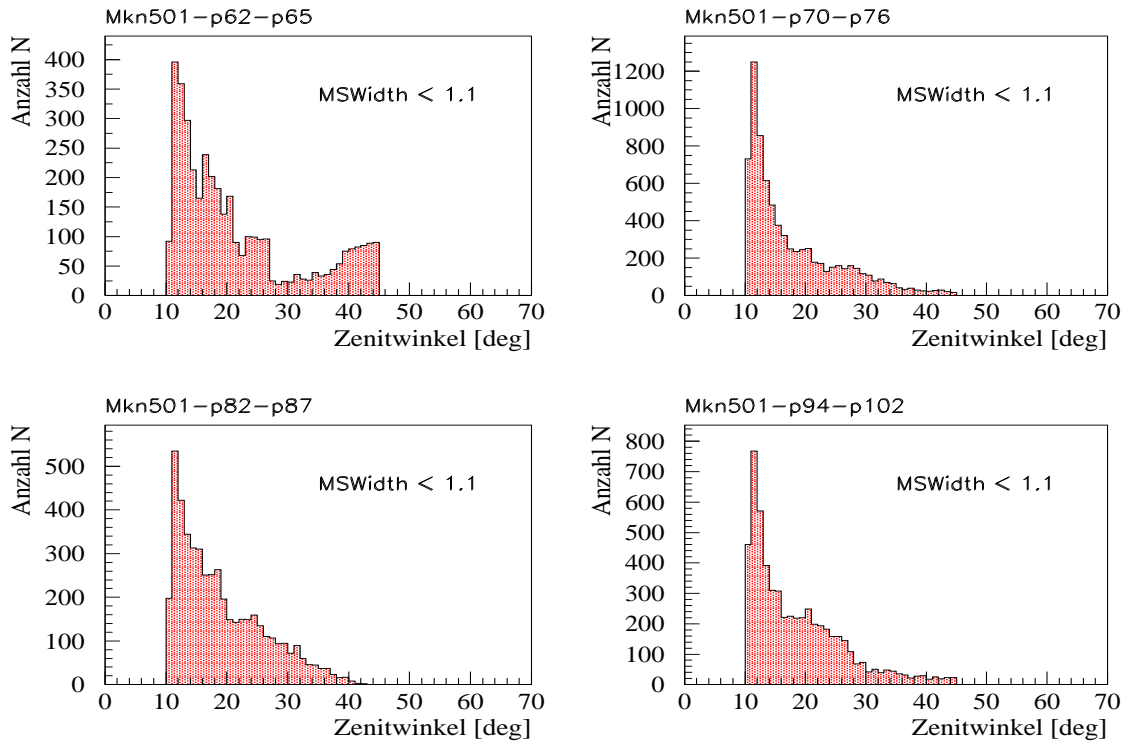 Mkn501-p62-p65
Anzahl N
400
350
300
250
200
150
100
50
0
MSWidth < 1.1
0 10 20 30 40 50 60 70
Zenitwinkel [deg]
Mkn501-p70-p76
Anzahl N
1200
1000
800
600
400
200
0
MSWidth < 1.1
0 10 20 30 40 50 60 70
Zenitwinkel [deg]
Mkn501-p82-p87
Anzahl N
500
400
300
200
100
0
MSWidth < 1.1
0 10 20 30 40 50 60 70
Zenitwinkel [deg]
Mkn501-p94-p102
Anzahl N
800
700
600
500
400
300
200
100
0
MSWidth < 1.1
0 10 20 30 40 50 60 70
Zenitwinkel [deg]